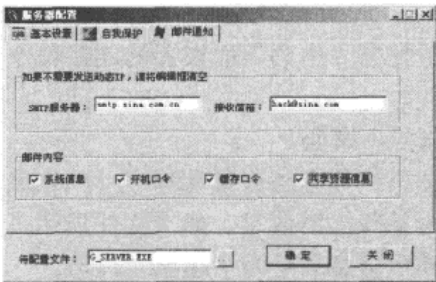 服务器配置
基本设置 自我保护 邮件通知
如果不需要发送动态IP，请将编辑框清空
SMTP服务器： smtp.sina.com.cn 接收信箱： hack@sina.com
邮件内容
系统信息 开机口令 缓存口令 共享资源信息
待配置文件： G_SERVER.EXE ... 确定 关闭